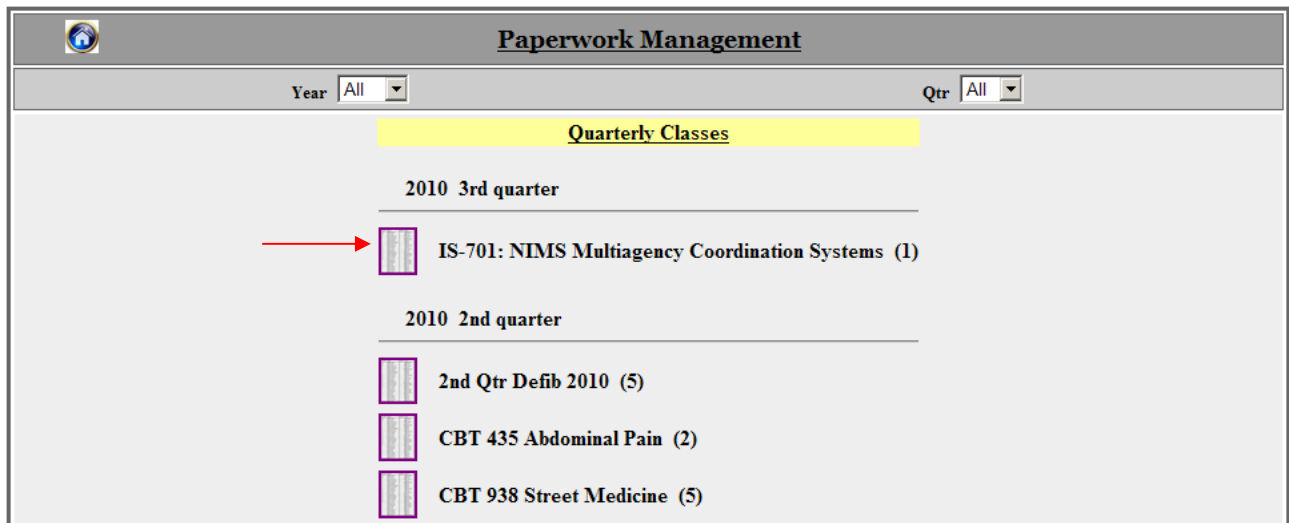 Paperwork Management
Year All Qtr All
Quarterly Classes
2010 3rd quarter
IS-701: NIMS Multiagency Coordination Systems (1)
2010 2nd quarter
2nd Qtr Defib 2010 (5)
CBT 435 Abdominal Pain (2)
CBT 938 Street Medicine (5)